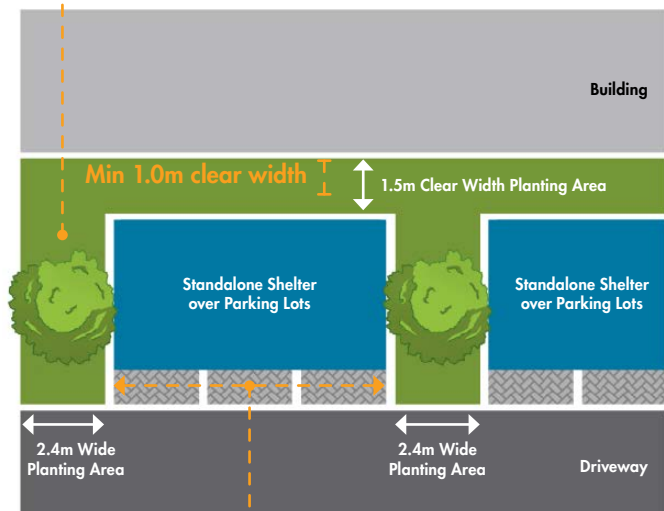 Building
Min 1.0m clear width
1.5m Clear Width Planting Area
Standalone Shelter
over Parking Lots
Standalone Shelter
over Parking Lots
2.4m Wide
Planting Area
2.4m Wide
Planting Area
Driveway